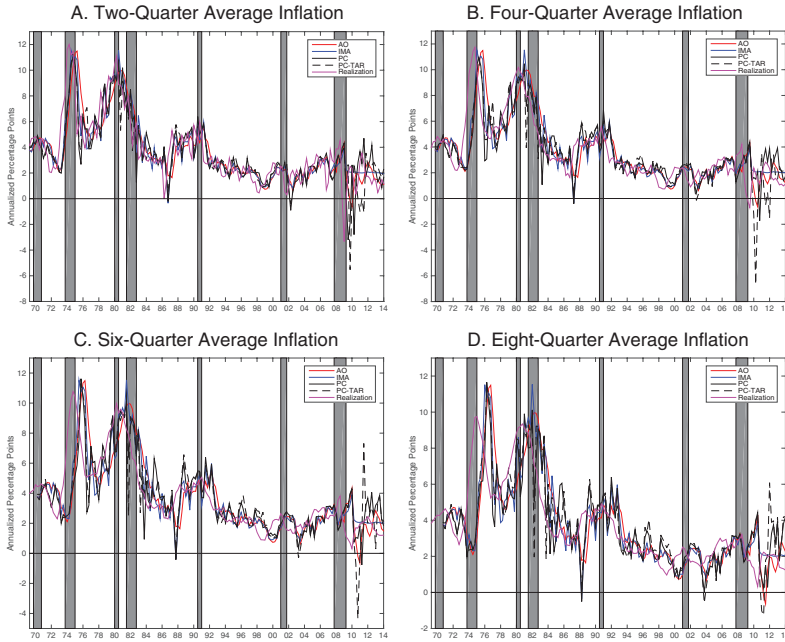 A. Two-Quarter Average Inflation
Annualized Percentage Points
12
10
8
6
4
2
0
-2
-4
-6
-8
AO
IMA
PC
PC-TAR
Realization
70 72 74 76 78 80 82 84 86 88 90 92 94 96 98 00 02 04 06 08 10 12 14
B. Four-Quarter Average Inflation
Annualized Percentage Points
12
10
8
6
4
2
0
-2
-4
-6
-8
AO
IMA
PC
PC-TAR
Realization
70 72 74 76 78 80 82 84 86 88 90 92 94 96 98 00 02 04 06 08 10 12 14
C. Six-Quarter Average Inflation
Annualized Percentage Points
12
10
8
6
4
2
0
-2
-4
AO
IMA
PC
PC-TAR
Realization
70 72 74 76 78 80 82 84 86 88 90 92 94 96 98 00 02 04 06 08 10 12 14
D. Eight-Quarter Average Inflation
Annualized Percentage Points
12
10
8
6
4
2
0
-2
AO
IMA
PC
PC-TAR
Realization
70 72 74 76 78 80 82 84 86 88 90 92 94 96 98 00 02 04 06 08 10 12 14